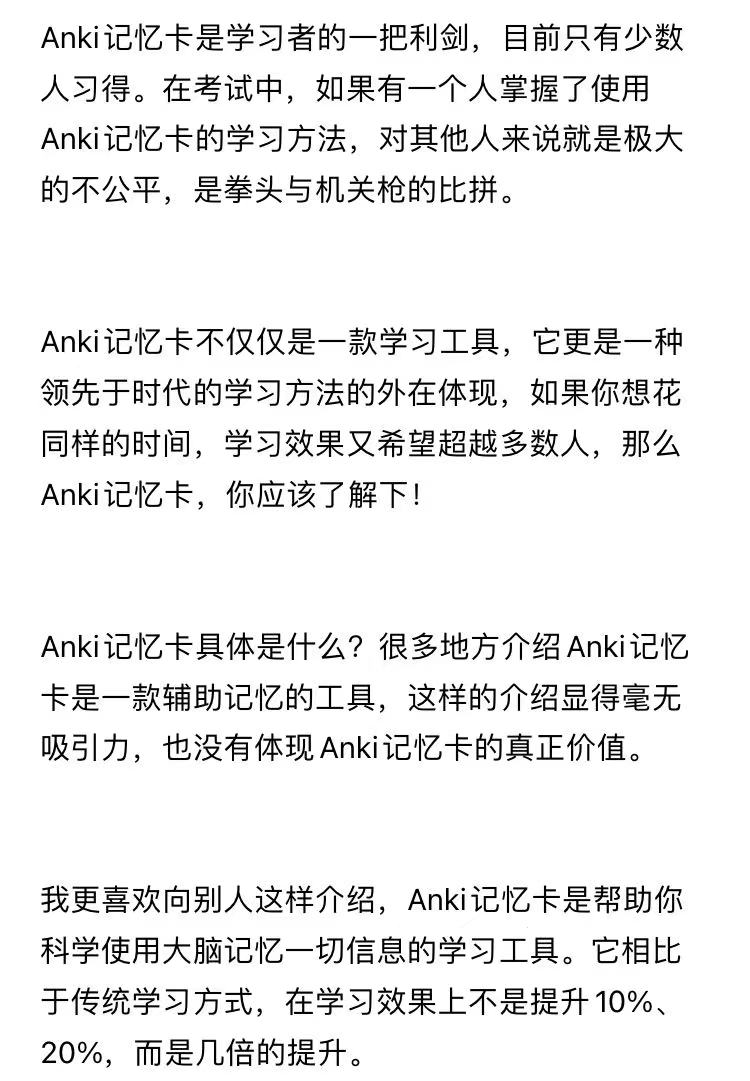 Anki记忆卡是学习者的一把利剑，目前只有少数
人习得。在考试中，如果有一个人掌握了使用
Anki记忆卡的学习方法，对其他人来说就是极大
的不公平，是拳头与机关枪的比拼。
Anki记忆卡不仅仅是一款学习工具，它更是一种
领先于时代的学习方法的外在体现，如果你想花
同样的时间，学习效果又希望超越多数人，那么
Anki记忆卡，你应该了解下！
Anki记忆卡具体是什么？很多地方介绍Anki记忆
卡是一款辅助记忆的工具，这样的介绍显得毫无
吸引力，也没有体现Anki记忆卡的真正价值。
我更喜欢向别人这样介绍，Anki记忆卡是帮助你
科学使用大脑记忆一切信息的学习工具。它相比
于传统学习方式，在学习效果上不是提升10%、
20%，而是几倍的提升。